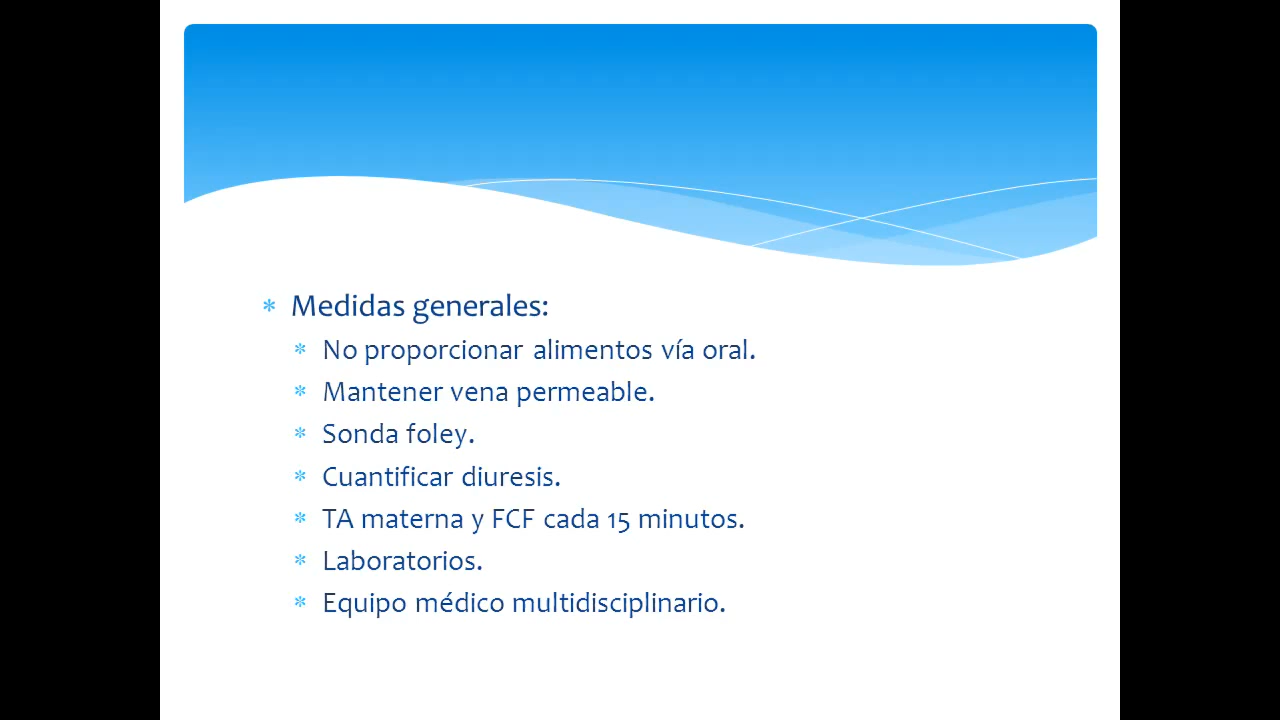 Medidas generales:
No proporcionar alimentos vía oral.
Mantener vena permeable.
Sonda foley.
Cuantificar diuresis.
TA materna y FCF cada 15 minutos.
Laboratorios.
Equipo médico multidisciplinario.